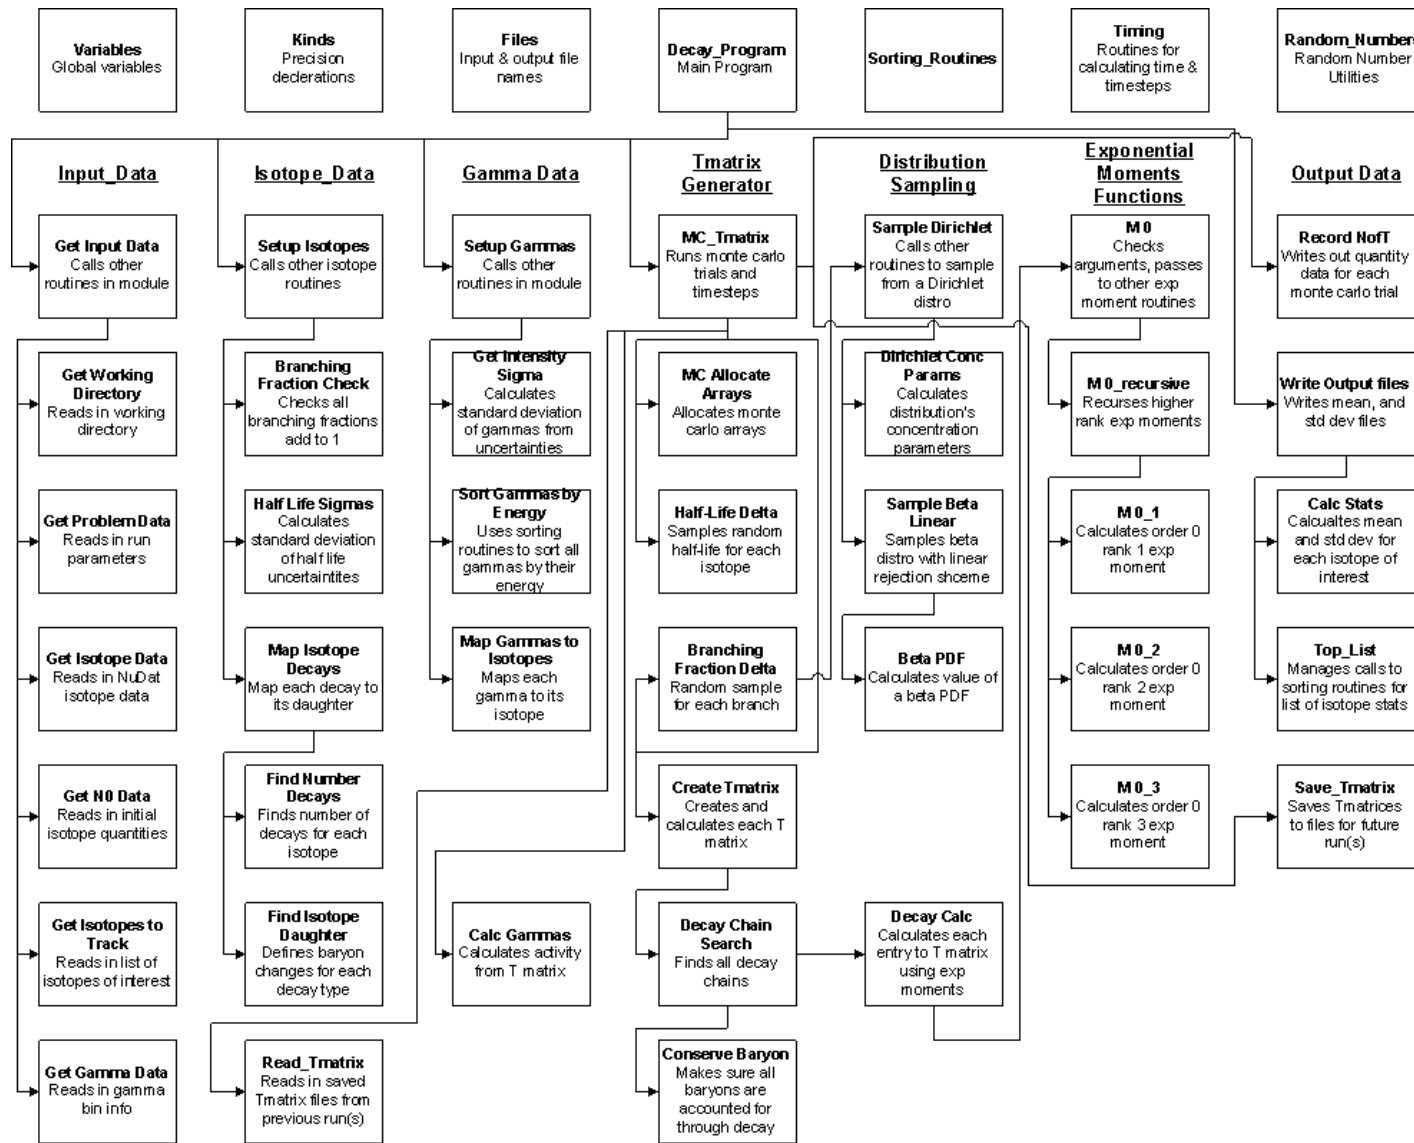 Variables
Global variables
Kinds
Precision
declerations
Files
Input & output file
names
Decay_Program
Main Program
Sorting_Routines
Timing
Routines for
calculating time &
timesteps
Random_Numbers
Random Number
Utilities
Input_Data
Isotope_Data
Gamma Data
Tmatrix
Generator
Distribution
Sampling
Exponential
Moments
Functions
Output Data
Get Input Data
Calls other
routines in module
Setup Isotopes
Calls other isotope
routines
Setup Gammas
Calls other
routines in module
MC_Tmatrix
Runs monte carlo
trials and
timesteps
Sample Dirichlet
Calls other
routines to sample
from a Dirichlet
distro
M0
Checks
arguments, passes
to other exp
moment routines
Record NofT
Writes out quantity
data for each
monte carlo trial
Get Working
Directory
Reads in working
directory
Branching
Fraction Check
Checks all
branching fractions
add to 1
Get Intensity
Sigma
Calculates
standard deviation
of gammas from
uncertainties
MC Allocate
Arrays
Allocates monte
carlo arrays
Dirichlet Conc
Params
Calculates
distribution's
concentration
parameters
M0_recursive
Recurses higher
rank exp moments
Write Output files
Writes mean, and
std dev files
Get Problem Data
Reads in run
parameters
Half Life Sigmas
Calculates
standard deviation
of half life
uncertaintites
Sort Gammas by
Energy
Uses sorting
routines to sort all
gammas by their
energy
Half-Life Delta
Samples random
half-life for each
isotope
Sample Beta
Linear
Samples beta
distro with linear
rejection shceme
M0_1
Calculates order 0
rank 1 exp
moment
Calc Stats
Calcualtes mean
and std dev for
each isotope of
interest
Get Isotope Data
Reads in NuDat
isotope data
Map Isotope
Decays
Map each decay to
its daughter
Map Gammas to
Isotopes
Maps each
gamma to its
isotope
Branching
Fraction Delta
Random sample
for each branch
Beta PDF
Calculates value of
a beta PDF
M0_2
Calculates order 0
rank 2 exp
moment
Top_List
Manages calls to
sorting routines for
list of isotope stats
Get N0 Data
Reads in initial
isotope quantities
Find Number
Decays
Finds number of
decays for each
isotope
Create Tmatrix
Creates and
calculates each T
matrix
M0_3
Calculates order 0
rank 3 exp
moment
Save_Tmatrix
Saves Tmatrices
to files for future
run(s)
Get Isotopes to
Track
Reads in list of
isotopes of interest
Find Isotope
Daughter
Defines baryon
changes for each
decay type
Calc Gammas
Calculates activity
from T matrix
Decay Chain
Search
Finds all decay
chains
Decay Calc
Calculates each
entry to T matrix
using exp
moments
Get Gamma Data
Reads in gamma
bin info
Read_Tmatrix
Reads in saved
Tmatrix files from
previous run(s)
Conserve Baryon
Makes sure all
baryons are
accounted for
through decay